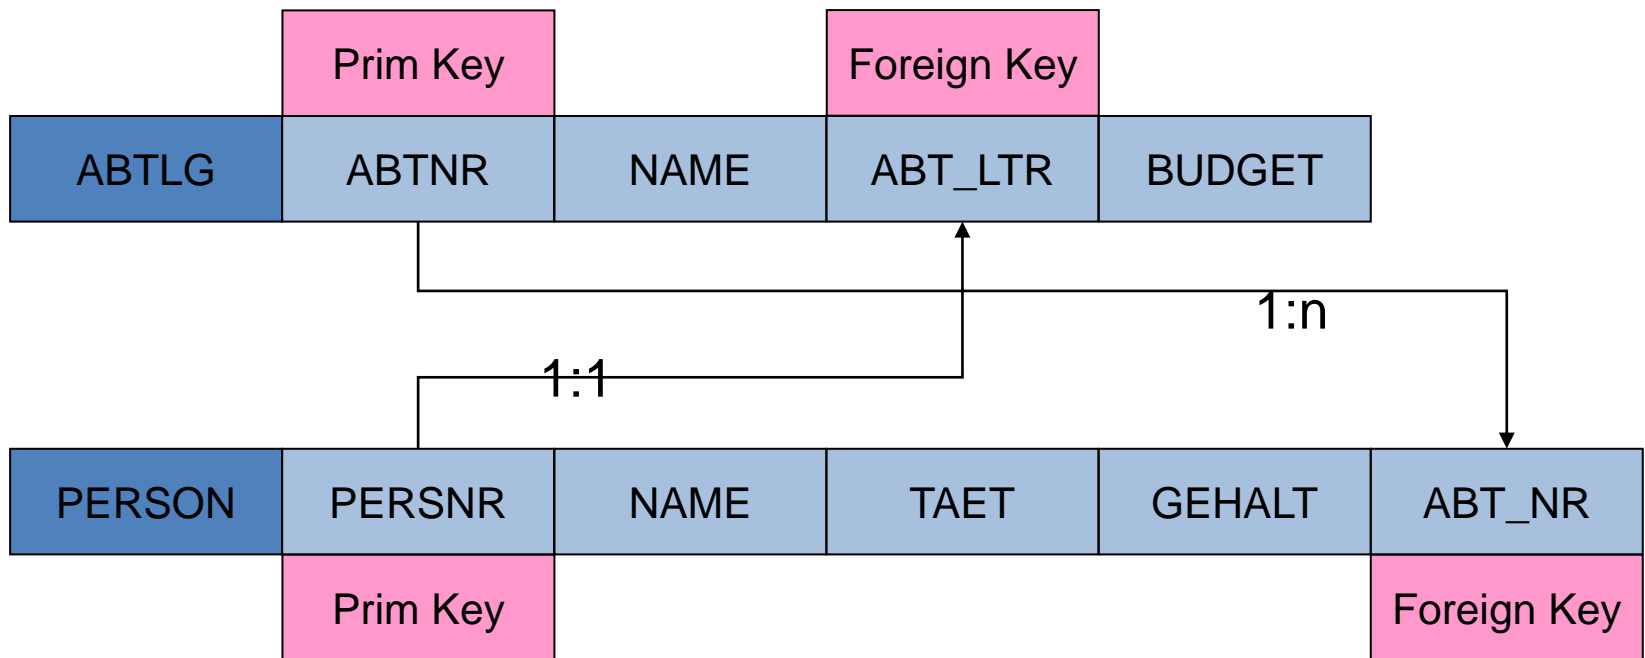 Prim Key Foreign Key
ABTLG ABTNR NAME ABT_LTR BUDGET
1:n
1:1
PERSON PERSNR NAME TAET GEHALT ABT_NR
Prim Key Foreign Key